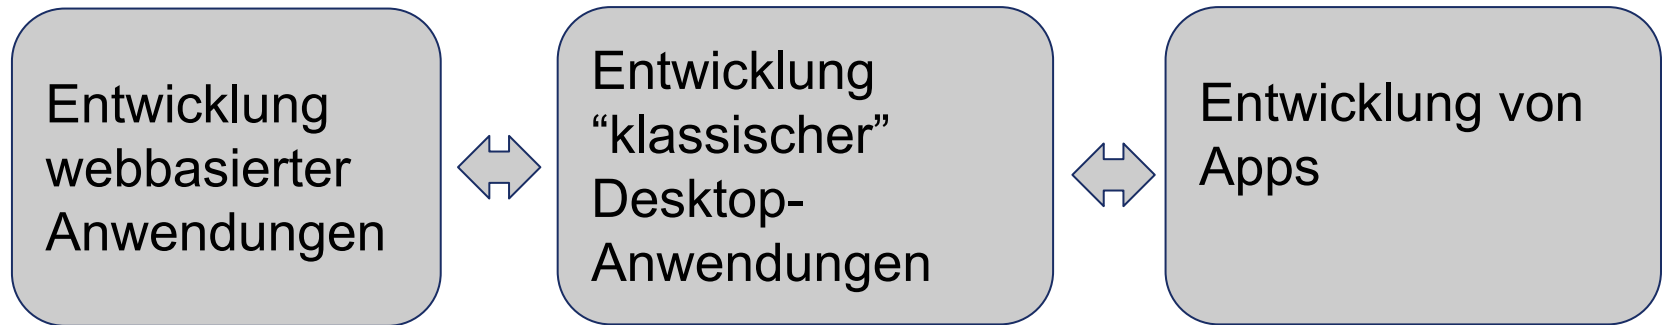 Entwicklung
webbasierter
Anwendungen
Entwicklung
“klassischer”
Desktop-
Anwendungen
Entwicklung von
Apps